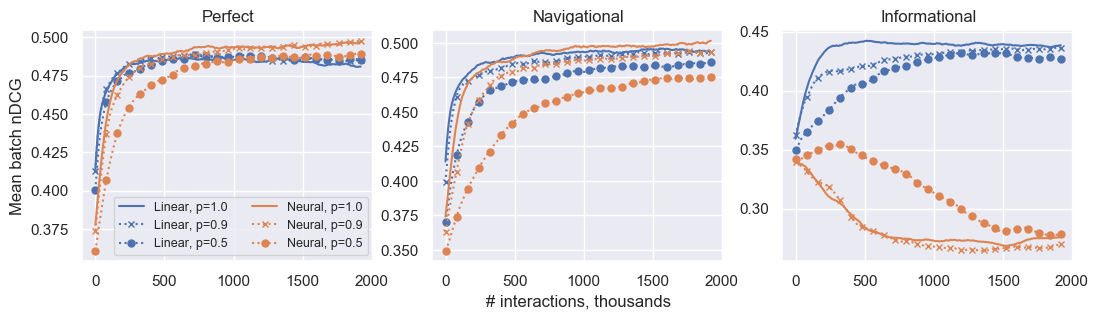 Perfect
Navigational
Informational
Mean batch nDCG
0.500
0.475
0.450
0.425
0.400
0.375
0.500
0.475
0.450
0.425
0.400
0.375
0.350
0.45
0.40
0.35
0.30
Linear, p=1.0
Linear, p=0.9
Linear, p=0.5
Neural, p=1.0
Neural, p=0.9
Neural, p=0.5
0 500 1000 1500 2000
0 500 1000 1500 2000
0 500 1000 1500 2000
# interactions, thousands